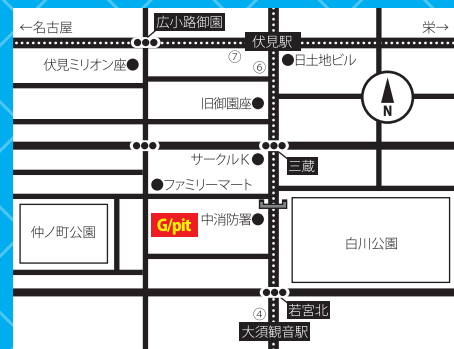 ←名古屋
広小路御園
栄→
伏見駅
伏見ミリオン座
⑦
⑥
日土地ビル
N
旧御園座
サークルK
三蔵
ファミリーマート
G/pit
中消防署
仲ノ町公園
白川公園
若宮北
④
大須観音駅